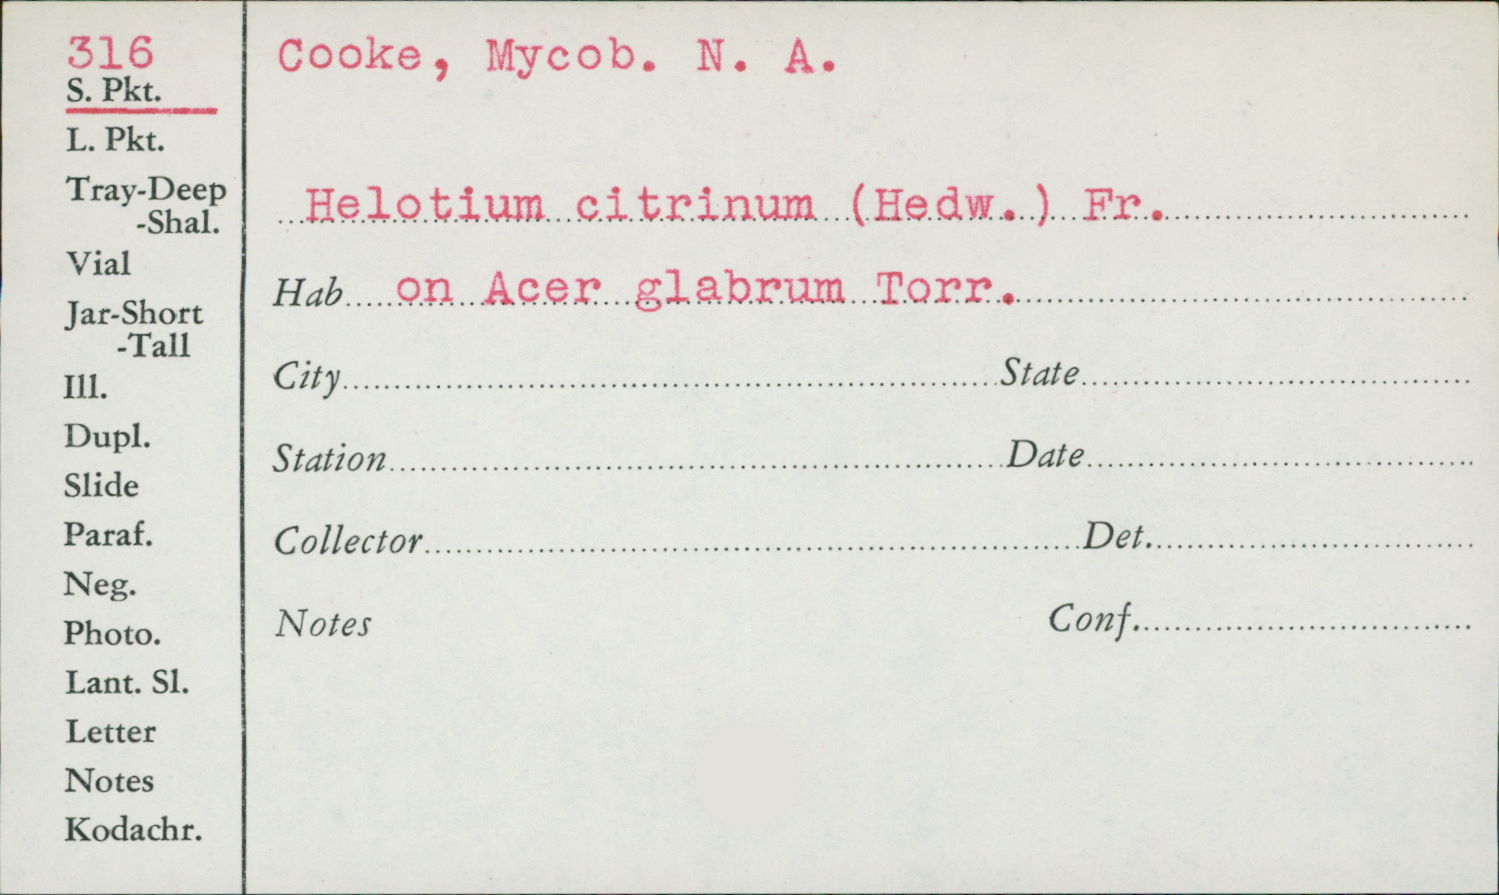 316
S. Pkt.
L. Pkt.
Tray-Deep
-Shal.
Vial
Jar-Short
-Tall
Ill.
Dupl.
Slide
Paraf.
Neg.
Photo.
Lant. Sl.
Letter
Notes
Kodachr.
Cooke, Mycob. N. A.
Helotium citrinum (Hedw.) Fr.
Hab on Acer glabrum Torr.
City State
Station Date
Collector Det.
Notes Conf.